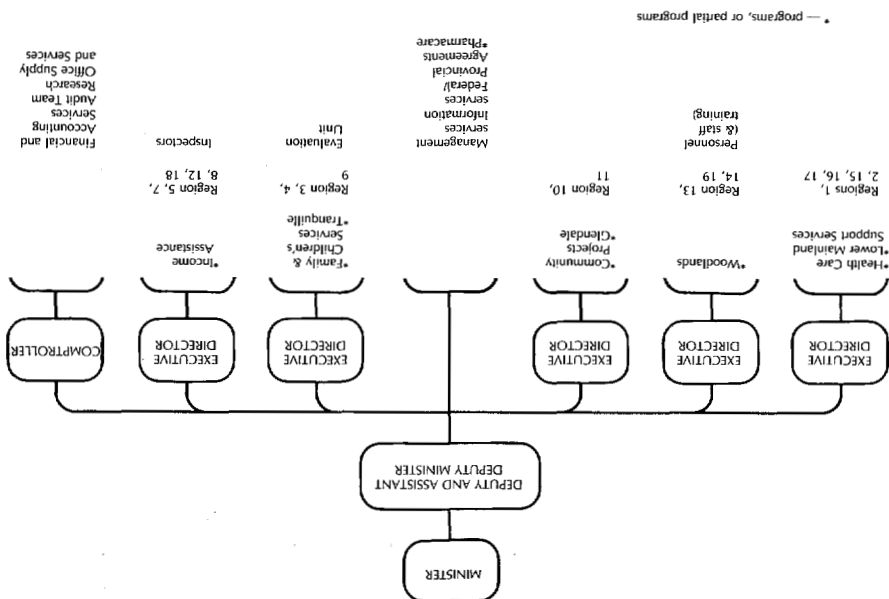 MINISTER
DEPUTY AND ASSISTANT
DEPUTY MINISTER
EXECUTIVE
DIRECTOR
*Health Care
*Lower Mainland
Support Services
Regions 1,
2, 15, 16, 17
EXECUTIVE
DIRECTOR
*Woodlands
Region 13,
14, 19
Personnel
(& staff
training)
EXECUTIVE
DIRECTOR
*Community
Projects
*Glendale
Region 10,
11
Management
services
Information
services
Federal/
Provincial
Agreements
*Pharmacare
EXECUTIVE
DIRECTOR
*Family &
Children's
Services
*Tranquille
Region 3, 4,
9
Evaluation
Unit
EXECUTIVE
DIRECTOR
*Income
Assistance
Region 5, 7,
8, 12, 18
Inspectors
COMPTROLLER
Financial and
Accounting
Services
Audit Team
Research
Office Supply
and Services
* — programs, or partial programs